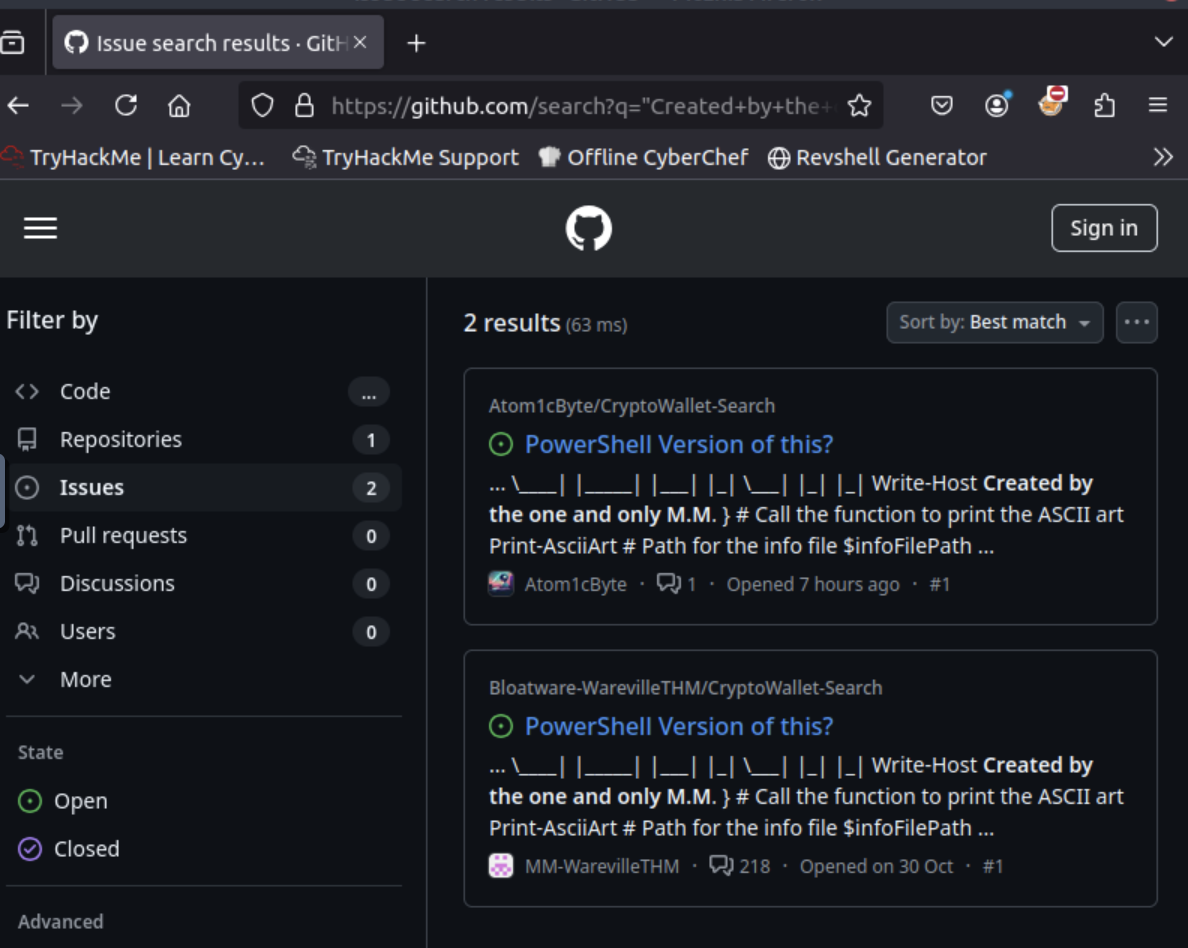 Issue search results · GitH
https://github.com/search?q="Created+by+the+
TryHackMe | Learn Cy... TryHackMe Support Offline CyberChef Revshell Generator
Sign in
Filter by
Code ...
Repositories 1
Issues 2
Pull requests 0
Discussions 0
Users 0
More
State
Open
Closed
Advanced
2 results (63 ms)
Sort by: Best match
Atom1cByte/CryptoWallet-Search
PowerShell Version of this?
... \____| |_____| |___| |_| \___| |_| |_| Write-Host Created by
the one and only M.M. } # Call the function to print the ASCII art
Print-AsciiArt # Path for the info file $infoFilePath ...
Atom1cByte · 1 · Opened 7 hours ago · #1
Bloatware-WarevilleTHM/CryptoWallet-Search
PowerShell Version of this?
... \____| |_____| |___| |_| \___| |_| |_| Write-Host Created by
the one and only M.M. } # Call the function to print the ASCII art
Print-AsciiArt # Path for the info file $infoFilePath ...
MM-WarevilleTHM · 218 · Opened on 30 Oct · #1